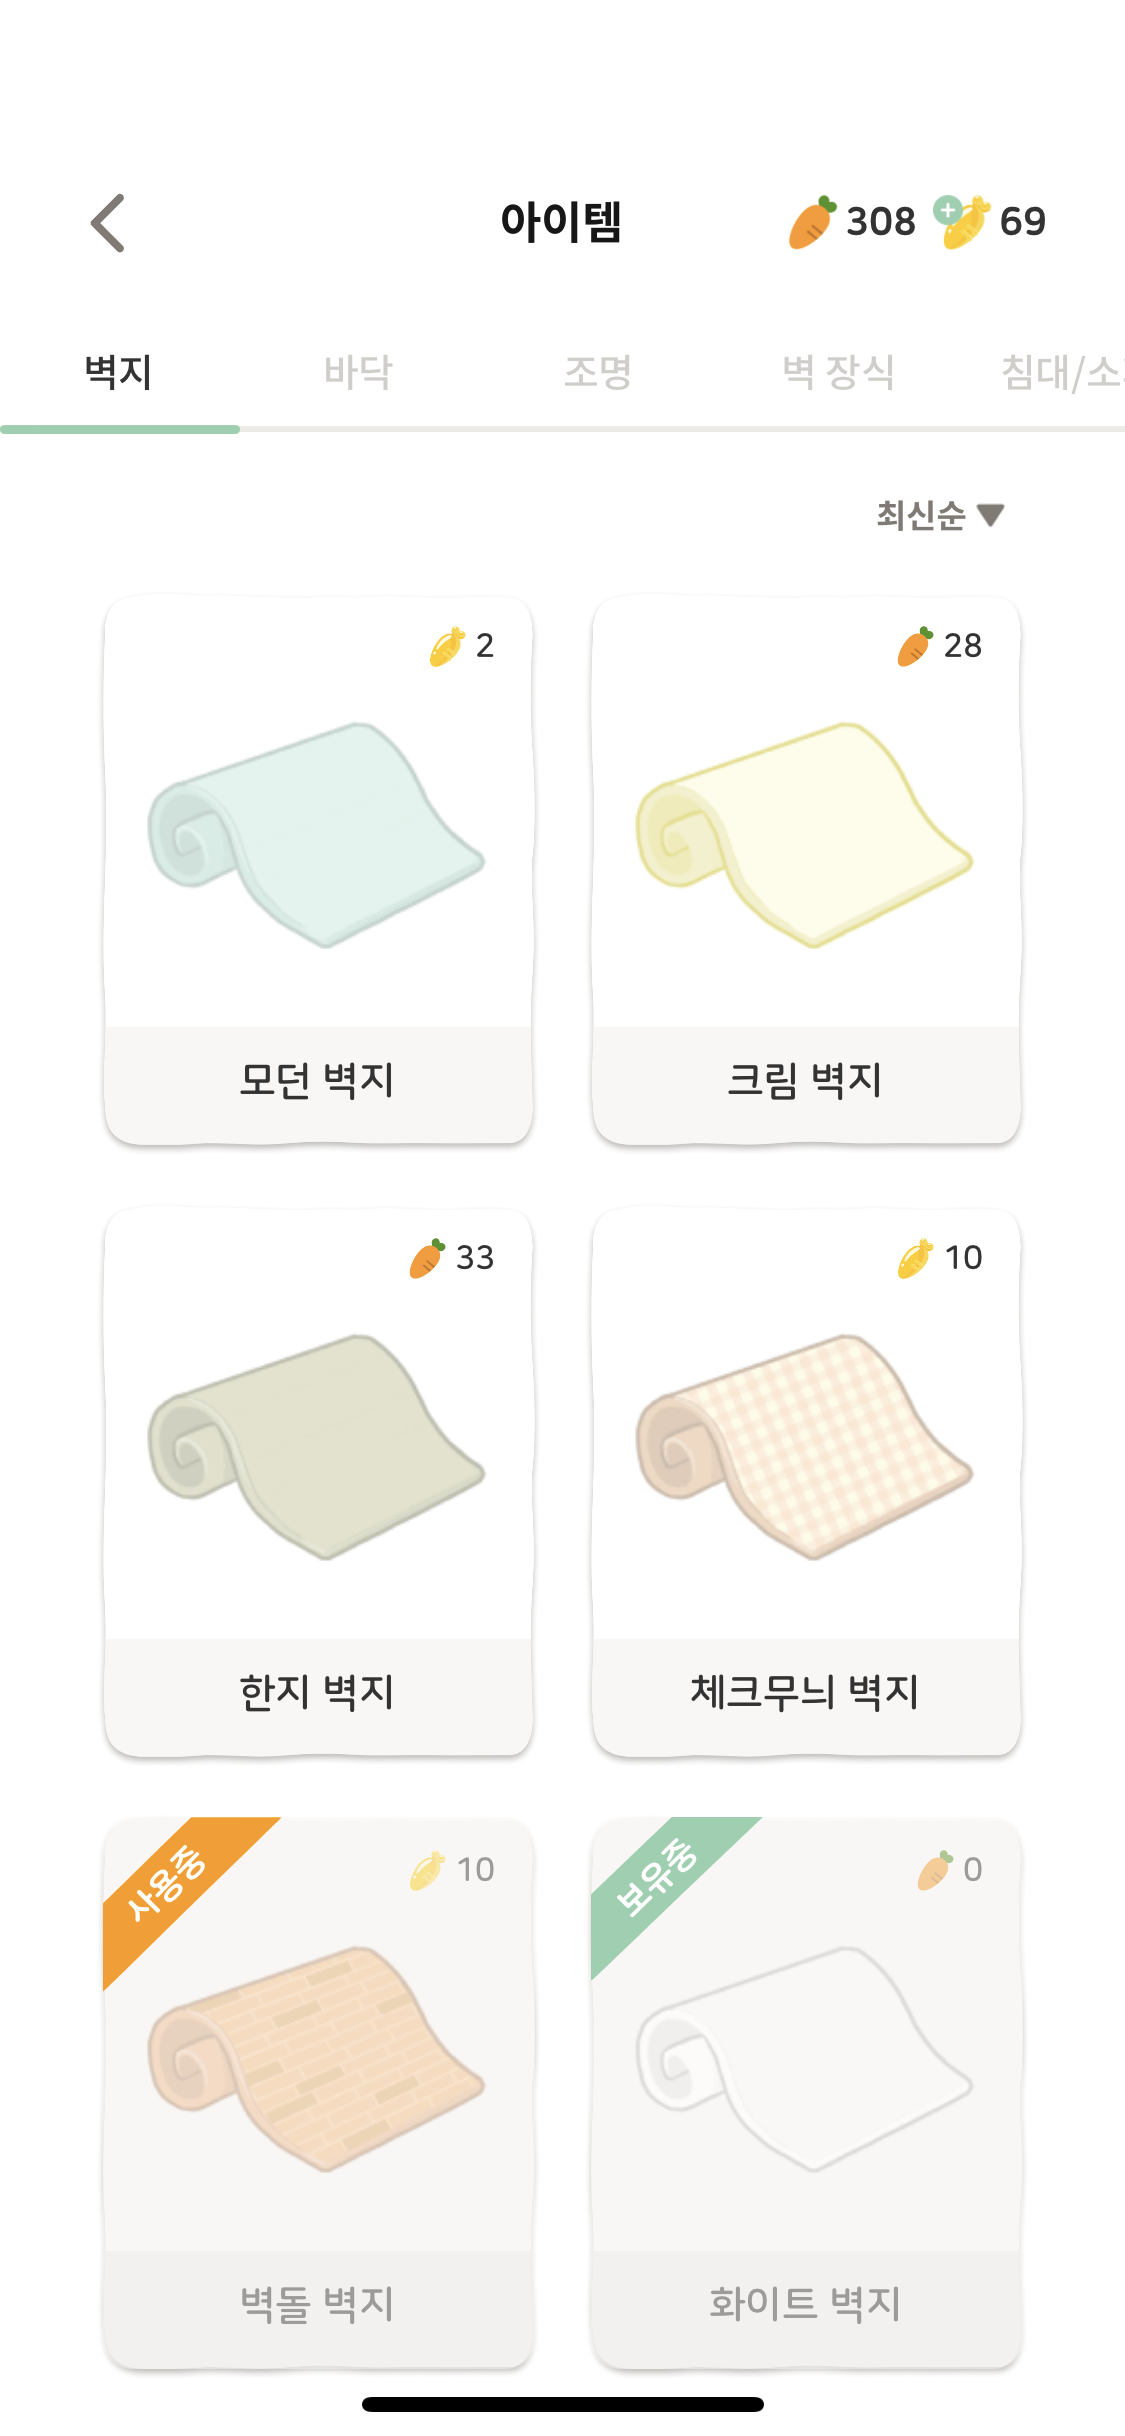 아이템 308 69
벽지 바닥 조명 벽 장식 침대/소
최신순
2
28
모던 벽지
크림 벽지
33
10
한지 벽지
체크무늬 벽지
사용중 10
보유중 0
벽돌 벽지
화이트 벽지